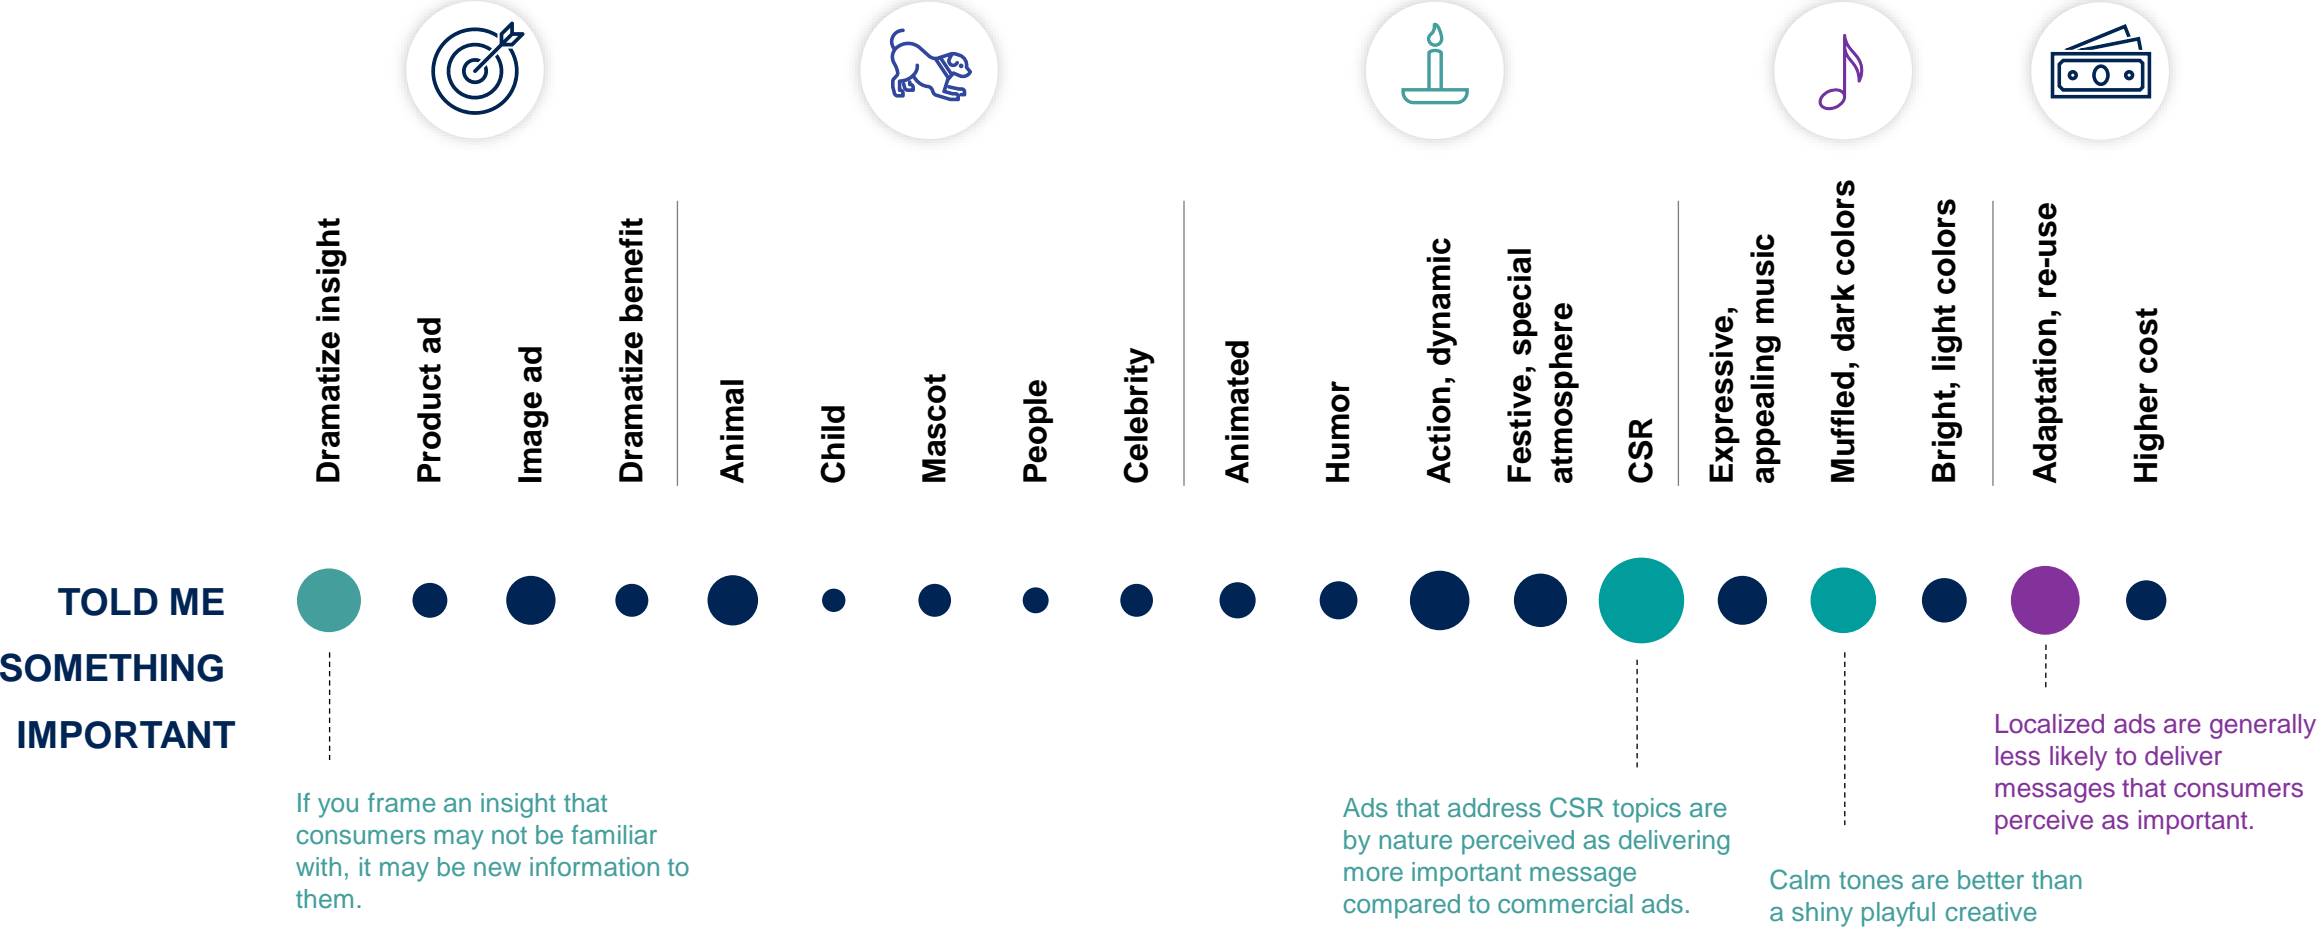 Dramatize insight
Product ad
Image ad
Dramatize benefit
Animal
Child
Mascot
People
Celebrity
Animated
Humor
Action, dynamic
Festive, special
atmosphere
CSR
Expressive,
appealing music
Muffled, dark colors
Bright, light colors
Adaptation, re-use
Higher cost
TOLD ME
SOMETHING
IMPORTANT
If you frame an insight that
consumers may not be familiar
with, it may be new information to
them.
Ads that address CSR topics are
by nature perceived as delivering
more important message
compared to commercial ads.
Calm tones are better than
a shiny playful creative
Localized ads are generally
less likely to deliver
messages that consumers
perceive as important.